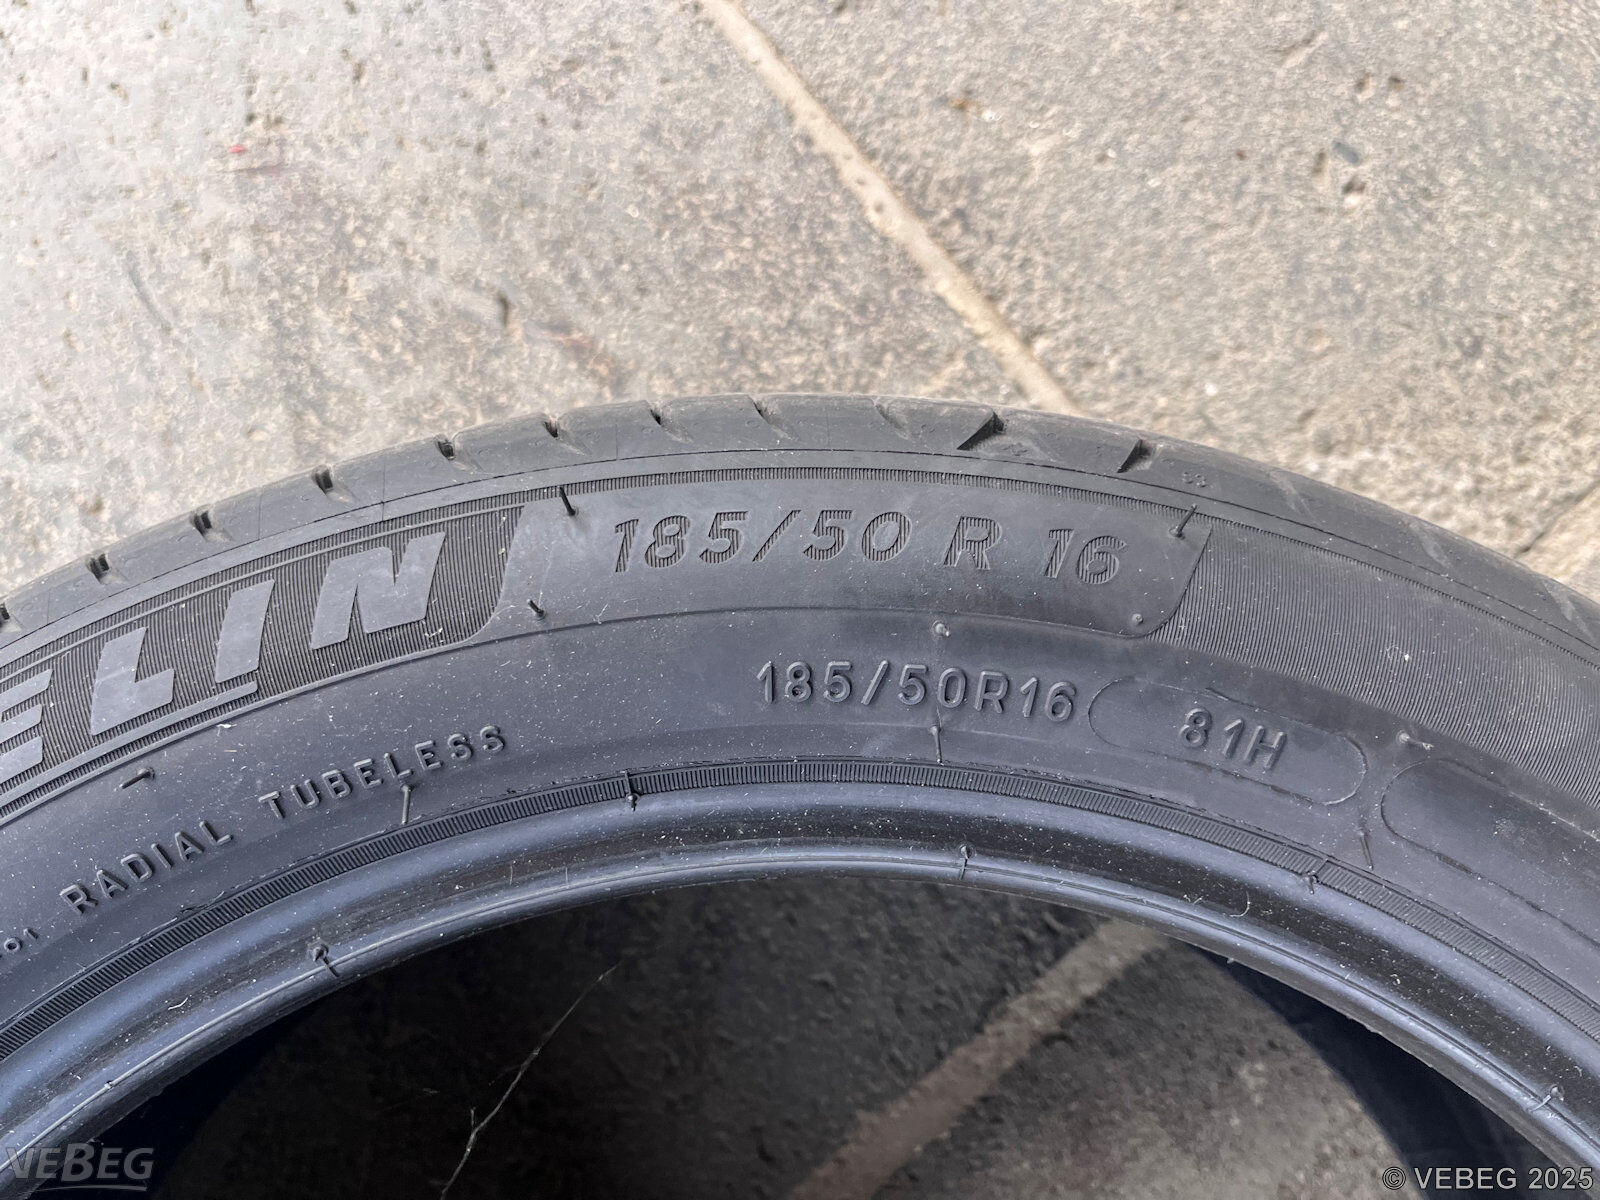 ELIN
185/50 R 16
185/50R16
81H
RADIAL TUBELESS
VEBEG
© VEBEG 2025